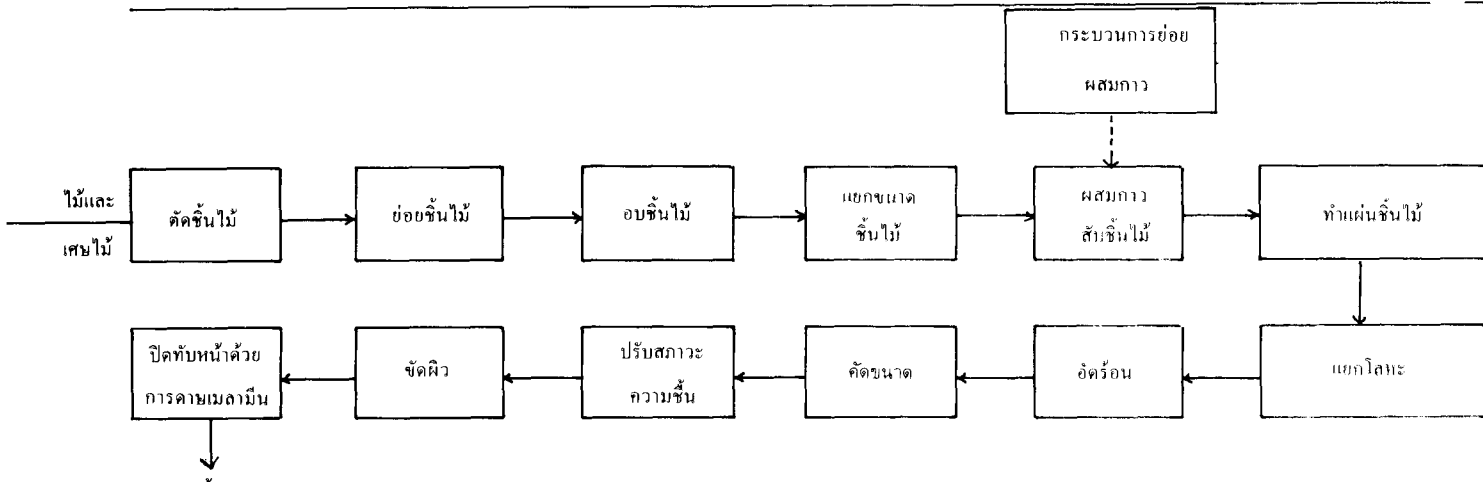 กระบวนการย่อย
ผสมกาว
ไม้และ
เศษไม้
ตัดชิ้นไม้
ย่อยชิ้นไม้
อบชิ้นไม้
แยกขนาด
ชิ้นไม้
ผสมกาว
สับชิ้นไม้
ทำแผ่นชิ้นไม้
ปิดทับหน้าด้วย
การดาษเมลามีน
ขัดผิว
ปรับสภาวะ
ความชื้น
คัดขนาด
อัดร้อน
แยกโลหะ